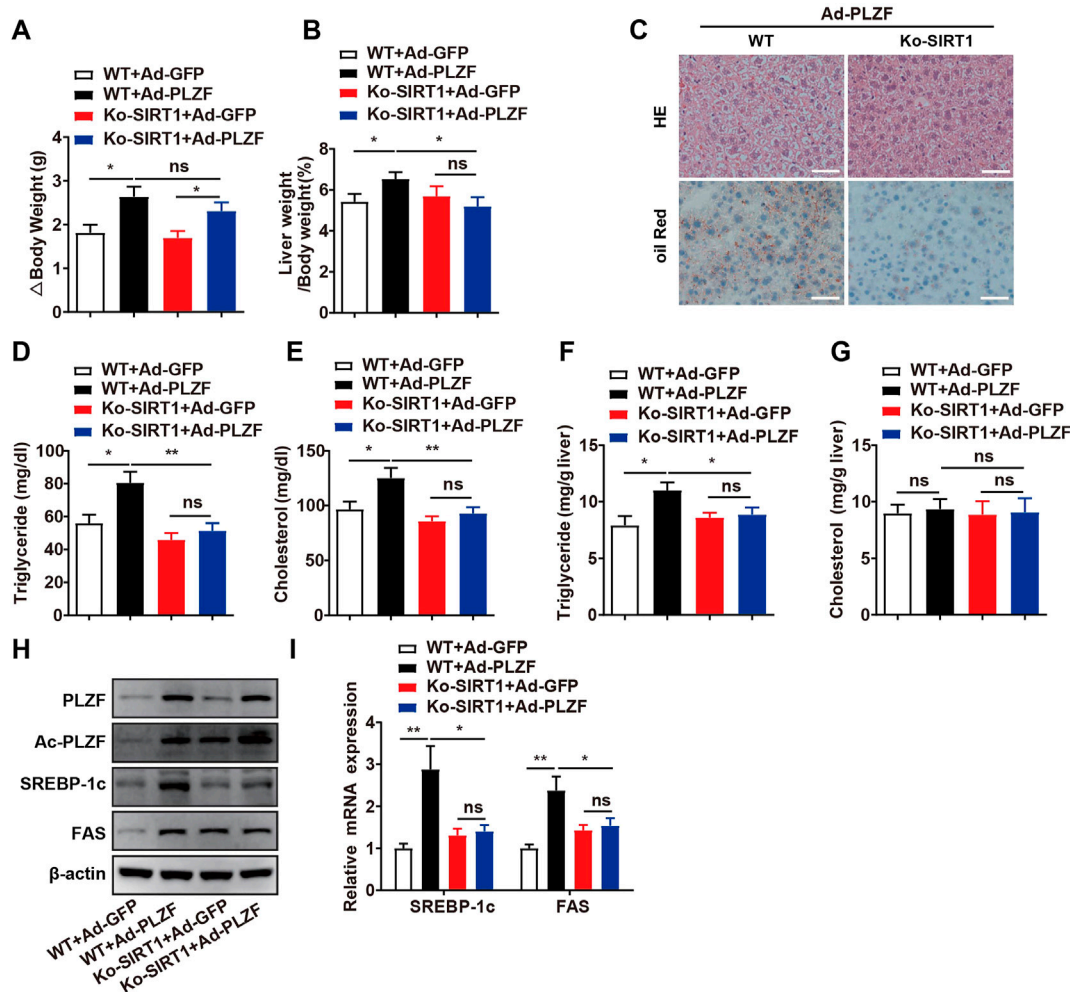 A
WT+Ad-GFP
WT+Ad-PLZF
Ko-SIRT1+Ad-GFP
Ko-SIRT1+Ad-PLZF
△Body Weight (g)
4
3
2
1
0
*
ns
*
B
WT+Ad-GFP
WT+Ad-PLZF
Ko-SIRT1+Ad-GFP
Ko-SIRT1+Ad-PLZF
Liver weight
/Body weight(%)
10
8
6
4
2
0
*
*
ns
C
Ad-PLZF
WT
Ko-SIRT1
HE
oil Red
D
WT+Ad-GFP
WT+Ad-PLZF
Ko-SIRT1+Ad-GFP
Ko-SIRT1+Ad-PLZF
Triglyceride (mg/dl)
100
80
60
40
20
0
*
**
ns
E
WT+Ad-GFP
WT+Ad-PLZF
Ko-SIRT1+Ad-GFP
Ko-SIRT1+Ad-PLZF
Cholesterol (mg/dl)
150
100
50
0
*
**
ns
F
WT+Ad-GFP
WT+Ad-PLZF
Ko-SIRT1+Ad-GFP
Ko-SIRT1+Ad-PLZF
Triglyceride (mg/g liver)
15
10
5
0
*
*
ns
G
WT+Ad-GFP
WT+Ad-PLZF
Ko-SIRT1+Ad-GFP
Ko-SIRT1+Ad-PLZF
Cholesterol (mg/g liver)
15
10
5
0
ns
ns
ns
H
PLZF
Ac-PLZF
SREBP-1c
FAS
β-actin
WT+Ad-GFP
WT+Ad-PLZF
Ko-SIRT1+Ad-GFP
Ko-SIRT1+Ad-PLZF
I
WT+Ad-GFP
WT+Ad-PLZF
Ko-SIRT1+Ad-GFP
Ko-SIRT1+Ad-PLZF
Relative mRNA expression
4
3
2
1
0
**
*
ns
**
*
ns
SREBP-1c
FAS